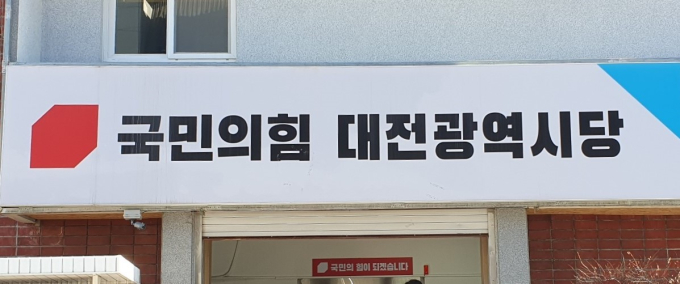 국민의힘 대전광역시당
국민의 힘이 되겠습니다